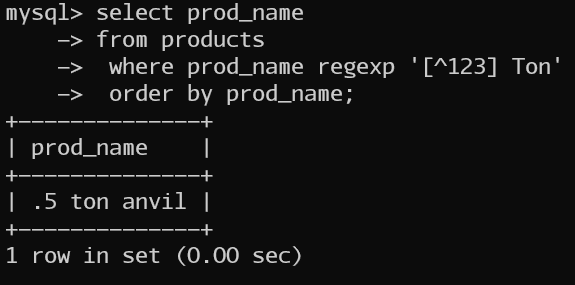 mysql> select prod_name
    -> from products
    ->  where prod_name regexp '[^123] Ton'
    ->  order by prod_name;
+--------------+
| prod_name    |
+--------------+
| .5 ton anvil |
+--------------+
1 row in set (0.00 sec)